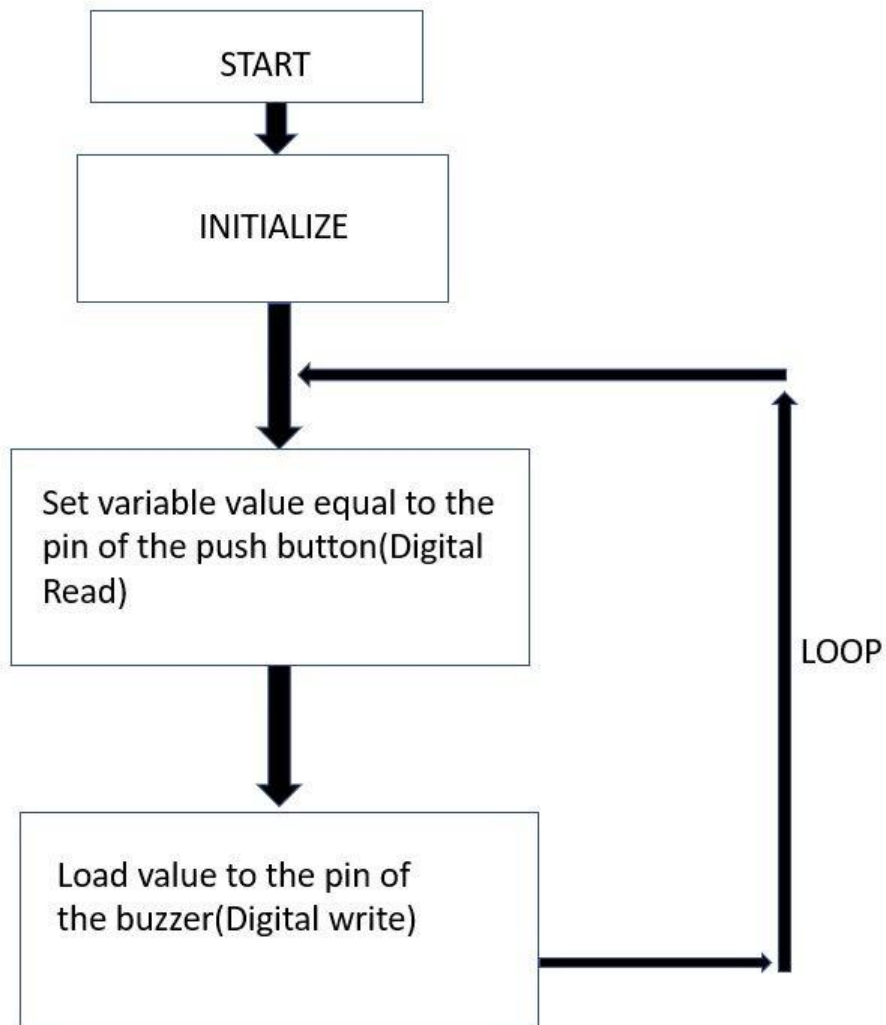 START
INITIALIZE
Set variable value equal to the
pin of the push button(Digital
Read)
LOOP
Load value to the pin of
the buzzer(Digital write)